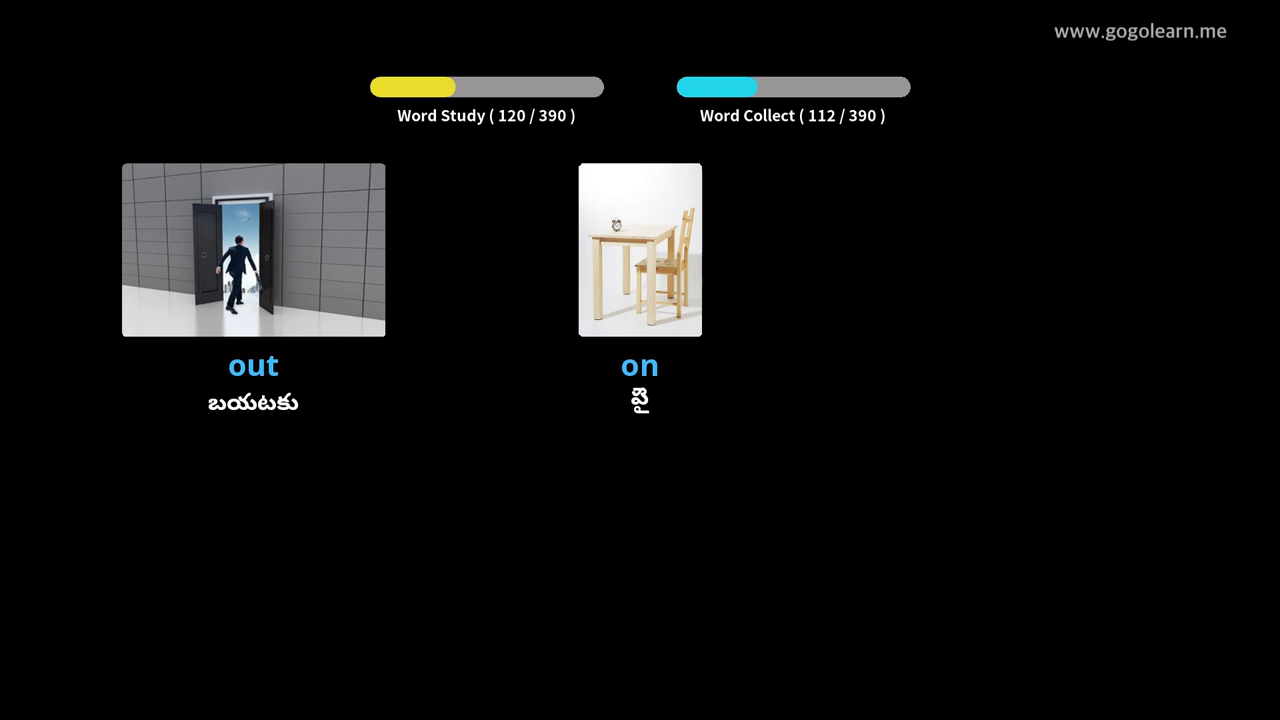 www.gogolearn.me
Word Study ( 120 / 390 )
Word Collect ( 112 / 390 )
out
బయటకు
on
పై